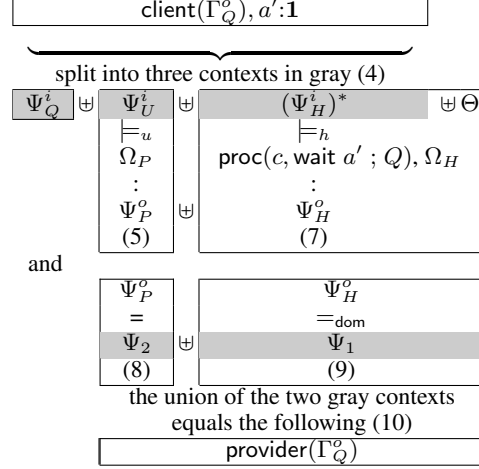 client(Γ^o_Q), a′:1
split into three contexts in gray (4)
Ψ^i_Q ⊎ Ψ^i_U ⊎ (Ψ^i_H)* ⊎ Θ
⊨_u ⊨_h
Ω_P proc(c, wait a′ ; Q), Ω_H
: :
Ψ^o_P ⊎ Ψ^o_H
(5) (7)
and
Ψ^o_P Ψ^o_H
= =_dom
Ψ_2 ⊎ Ψ_1
(8) (9)
the union of the two gray contexts
equals the following (10)
provider(Γ^o_Q)